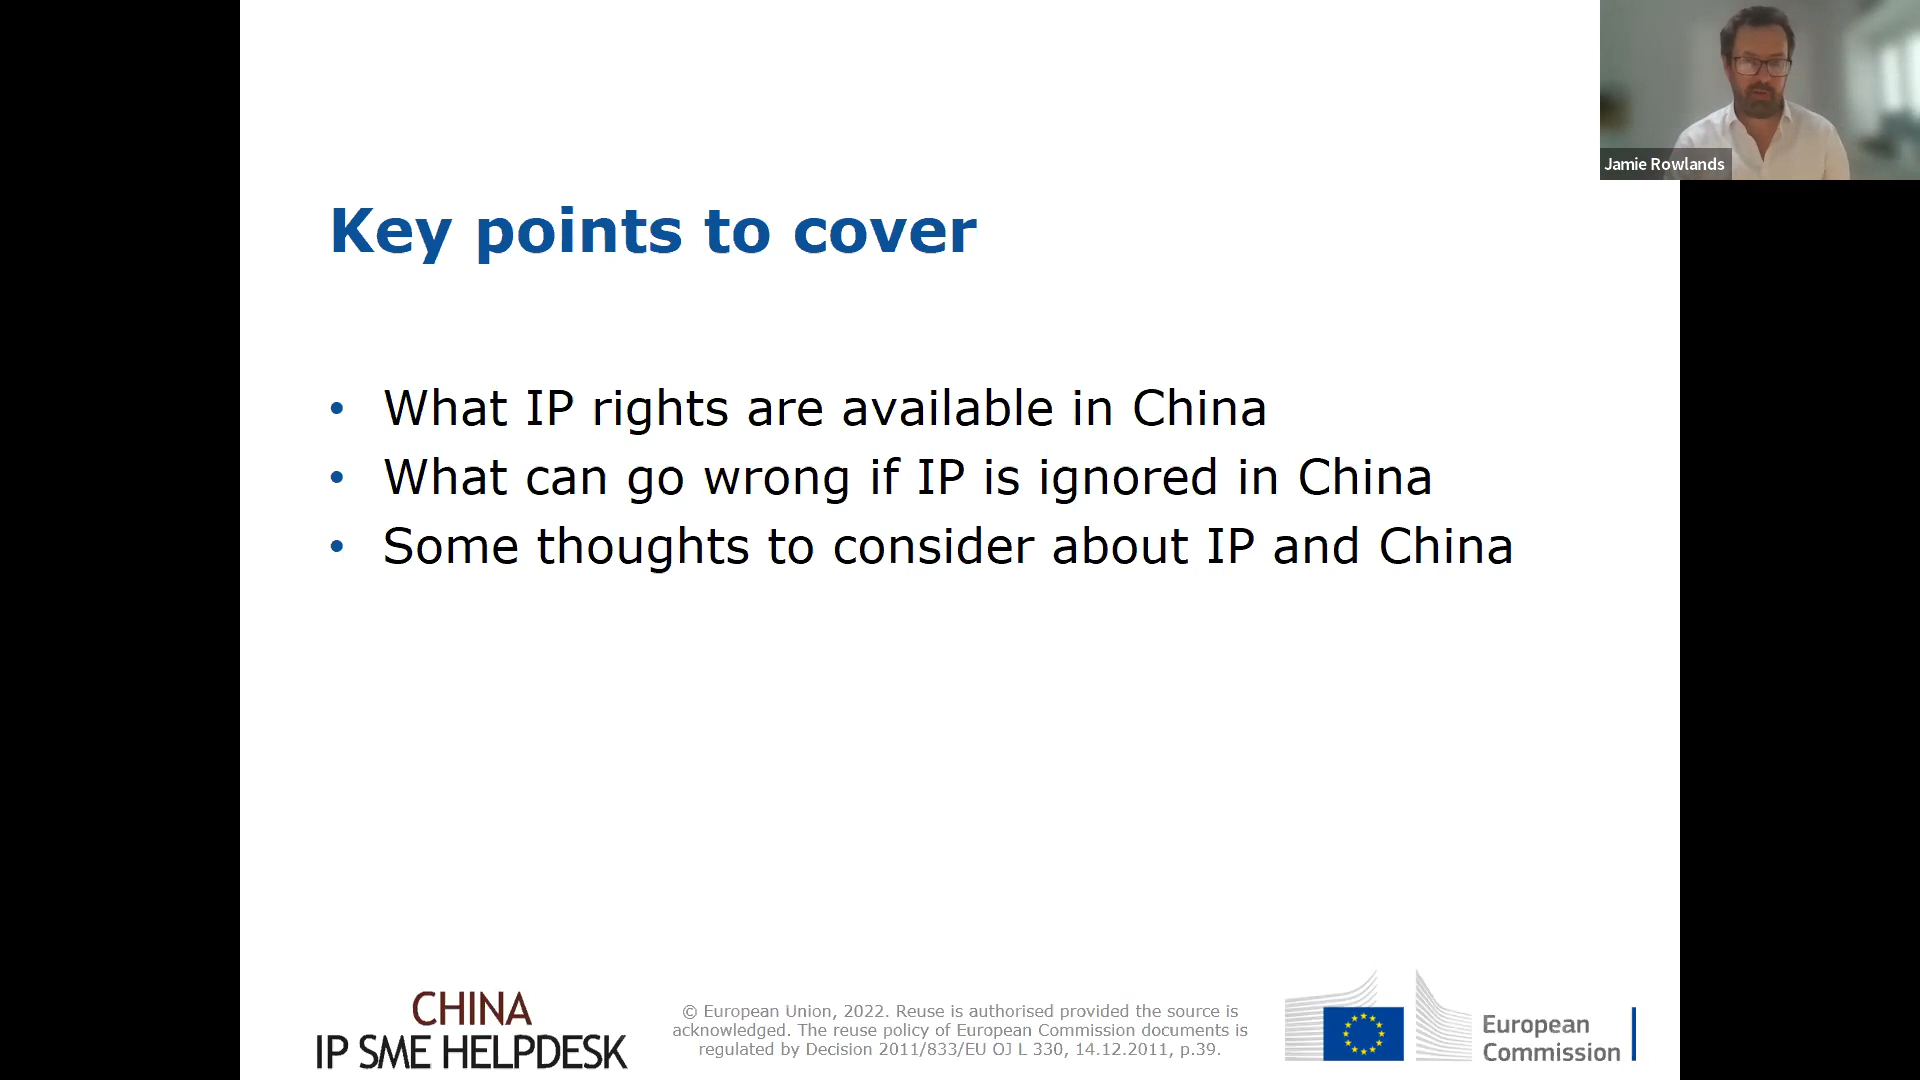 Jamie Rowlands
Key points to cover
• What IP rights are available in China
• What can go wrong if IP is ignored in China
• Some thoughts to consider about IP and China
CHINA
IP SME HELPDESK
© European Union, 2022. Reuse is authorised provided the source is
acknowledged. The reuse policy of European Commission documents is
regulated by Decision 2011/833/EU OJ L 330, 14.12.2011, p.39.
European
Commission